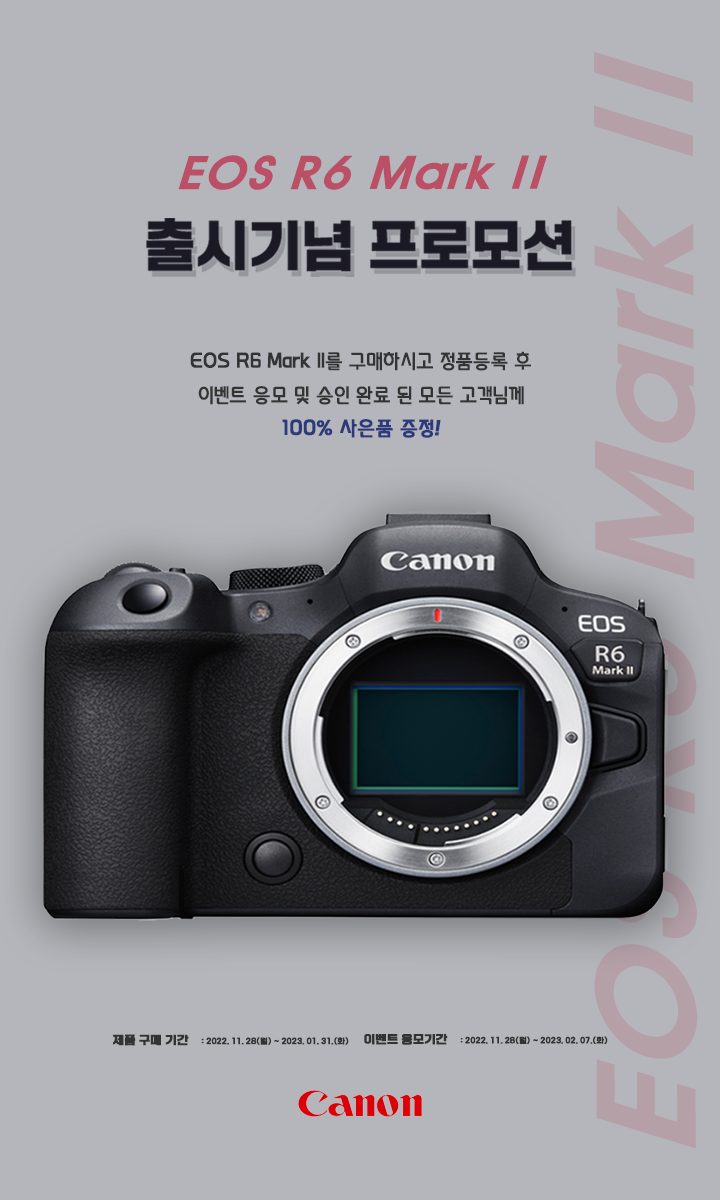 EOS R6 Mark II
출시기념 프로모션
EOS R6 Mark II를 구매하시고 정품등록 후
이벤트 응모 및 승인 완료 된 모든 고객님께
100% 사은품 증정!
Canon
EOS
R6
Mark II
EOS R6 Mark II
제품 구매 기간 : 2022. 11. 28(월) ~ 2023. 01. 31.(화) 이벤트 응모기간 : 2022. 11. 28(월) ~ 2023. 02. 07.(화)
Canon